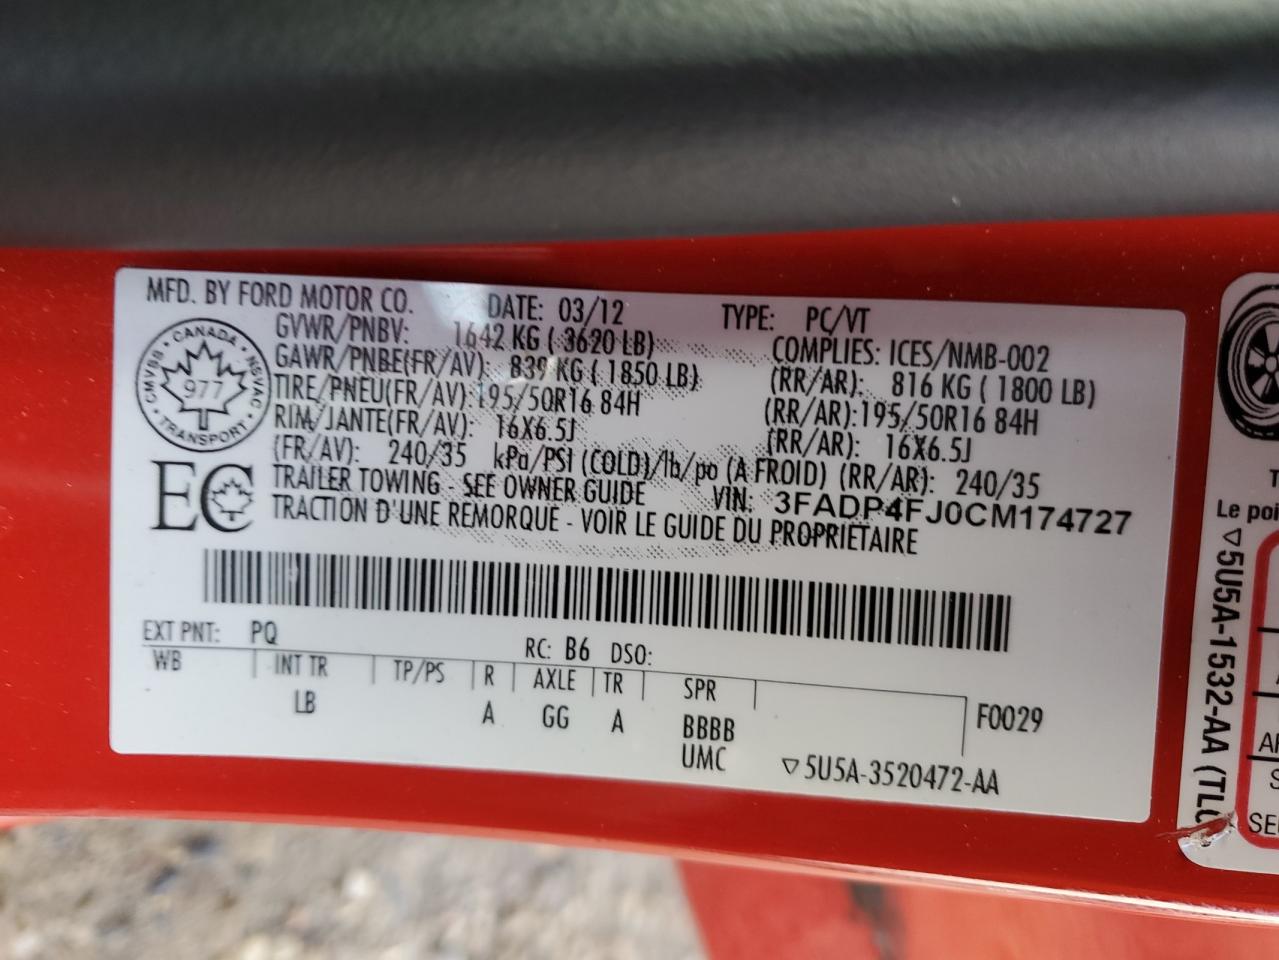 MFD. BY FORD MOTOR CO. DATE: 03/12 TYPE: PC/VT
GVWR/PNBV: 1642 KG ( 3620 LB) COMPLIES: ICES/NMB-002
GAWR/PNBE(FR/AV): 839 KG ( 1850 LB) (RR/AR): 816 KG ( 1800 LB)
TIRE/PNEU(FR/AV): 195/50R16 84H (RR/AR): 195/50R16 84H
RIM/JANTE(FR/AV): 16X6.5J (RR/AR): 16X6.5J
(FR/AV): 240/35 kPa/PSI (COLD)/lb/po (A FROID) (RR/AR): 240/35
TRAILER TOWING - SEE OWNER GUIDE VIN: 3FADP4FJ0CM174727
TRACTION D'UNE REMORQUE - VOIR LE GUIDE DU PROPRIETAIRE
CANADA
CMVSS NSVAC
977
TRANSPORT
EC
EXT PNT: PQ RC: B6 DSO:
WB INT TR TP/PS R AXLE TR SPR
LB A GG A BBBB F0029
UMC ▽5U5A-3520472-AA
Le poi
▽5U5A-1532-AA (TLC